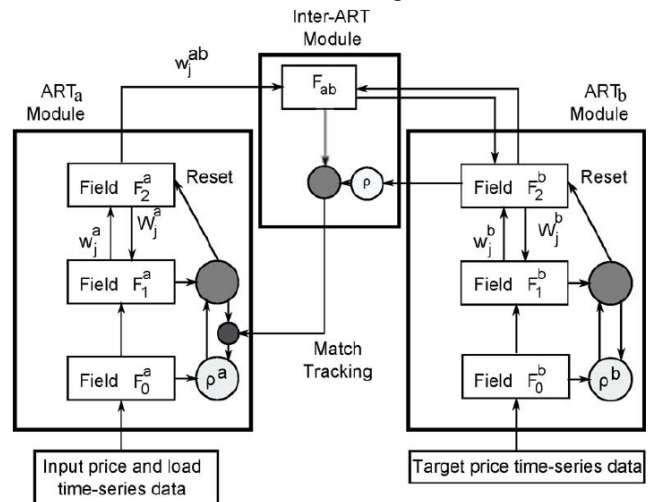 Inter-ART
Module
w_j^ab
F_ab
ART_a
Module
ART_b
Module
ρ
Field F_2^a
Reset
Field F_2^b
Reset
w_j^a
W_j^a
w_j^b
W_j^b
Field F_1^a
Field F_1^b
Match
Tracking
Field F_0^a
ρ^a
Field F_0^b
ρ^b
Input price and load
time-series data
Target price time-series data